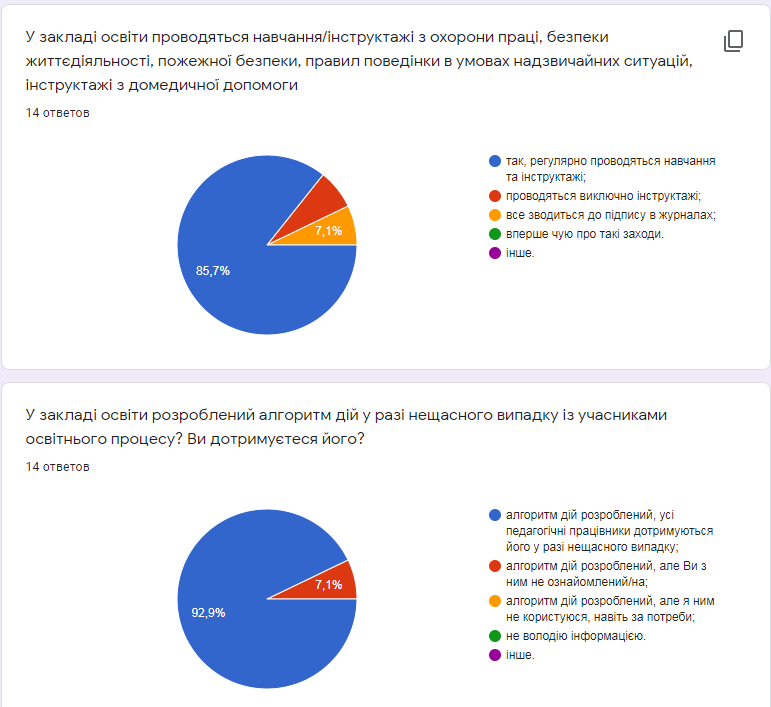 У закладі освіти проводяться навчання/інструктажі з охорони праці, безпеки
життєдіяльності, пожежної безпеки, правил поведінки в умовах надзвичайних ситуацій,
інструктажі з домедичної допомоги
14 ответов
так, регулярно проводяться навчання
та інструктажі;
проводяться виключно інструктажі;
все зводиться до підпису в журналах;
вперше чую про такі заходи.
інше.
7,1%
85,7%
У закладі освіти розроблений алгоритм дій у разі нещасного випадку із учасниками
освітнього процесу? Ви дотримуєтеся його?
14 ответов
алгоритм дій розроблений, усі
педагогічні працівники дотримуються
його у разі нещасного випадку;
алгоритм дій розроблений, але Ви з
ним не ознайомлений/на;
алгоритм дій розроблений, але я ним
не користуюся, навіть за потреби;
не володію інформацією.
інше.
7,1%
92,9%